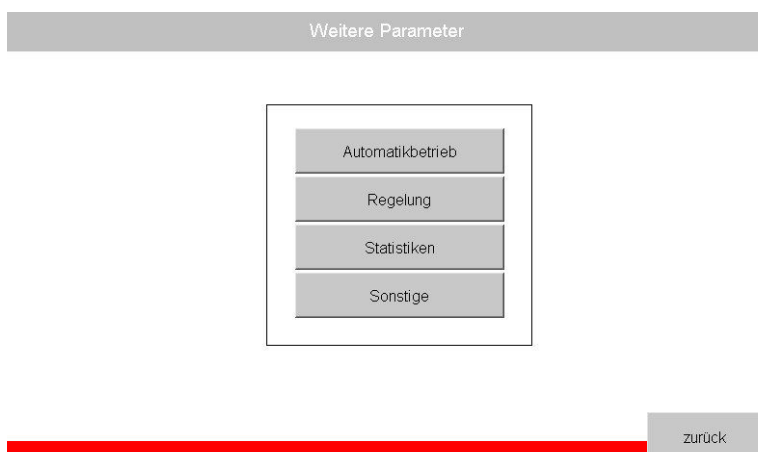 Weitere Parameter
Automatikbetrieb
Regelung
Statistiken
Sonstige
zurück